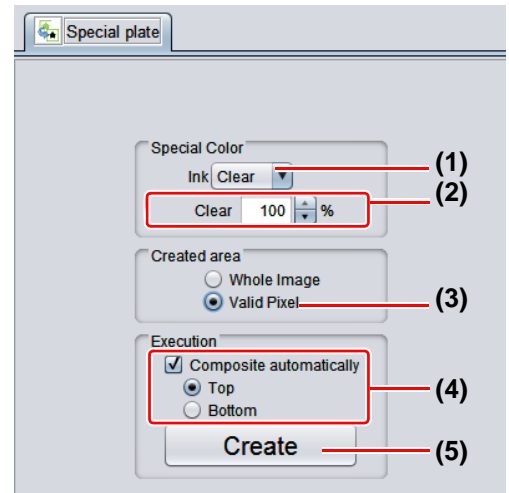 Special plate
Special Color
Ink Clear (1)
Clear 100 % (2)
Created area
Whole Image
Valid Pixel (3)
Execution
Composite automatically
Top (4)
Bottom
Create (5)